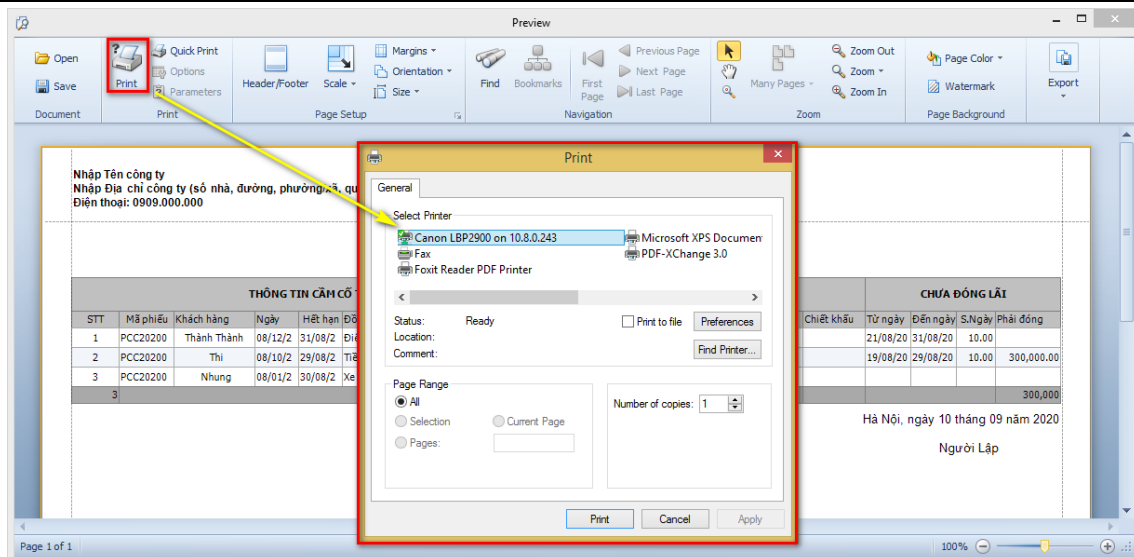 Preview
Open
Save
Document
Print
Quick Print
Options
Parameters
Print
Header/Footer
Scale
Margins
Orientation
Size
Page Setup
Find
Bookmarks
First Page
Previous Page
Next Page
Last Page
Navigation
Many Pages
Zoom Out
Zoom
Zoom In
Zoom
Page Color
Watermark
Page Background
Export
Nhập Tên công ty
Nhập Địa chỉ công ty (số nhà, đường, phường/xã, qu
Điện thoại: 0909.000.000
THÔNG TIN CẦM CỐ T
CHƯA ĐÓNG LÃI
STT Mã phiếu Khách hàng Ngày Hết hạn Đồ Chiết khấu Từ ngày Đến ngày S.Ngày Phải đóng
1 PCC20200 Thành Thành 08/12/2 31/08/2 Điệ 21/08/20 31/08/20 10.00
2 PCC20200 Thi 08/10/2 29/08/2 Tiề 19/08/20 29/08/20 10.00 300,000.00
3 PCC20200 Nhung 08/01/2 30/08/2 Xe
3 300,000
Hà Nội, ngày 10 tháng 09 năm 2020
Người Lập
Print
General
Select Printer
Canon LBP2900 on 10.8.0.243
Microsoft XPS Documen
Fax
PDF-XChange 3.0
Foxit Reader PDF Printer
Status: Ready
Print to file
Preferences
Location:
Comment:
Find Printer...
Page Range
All
Selection
Current Page
Pages:
Number of copies: 1
Print
Cancel
Apply
Page 1 of 1
100%